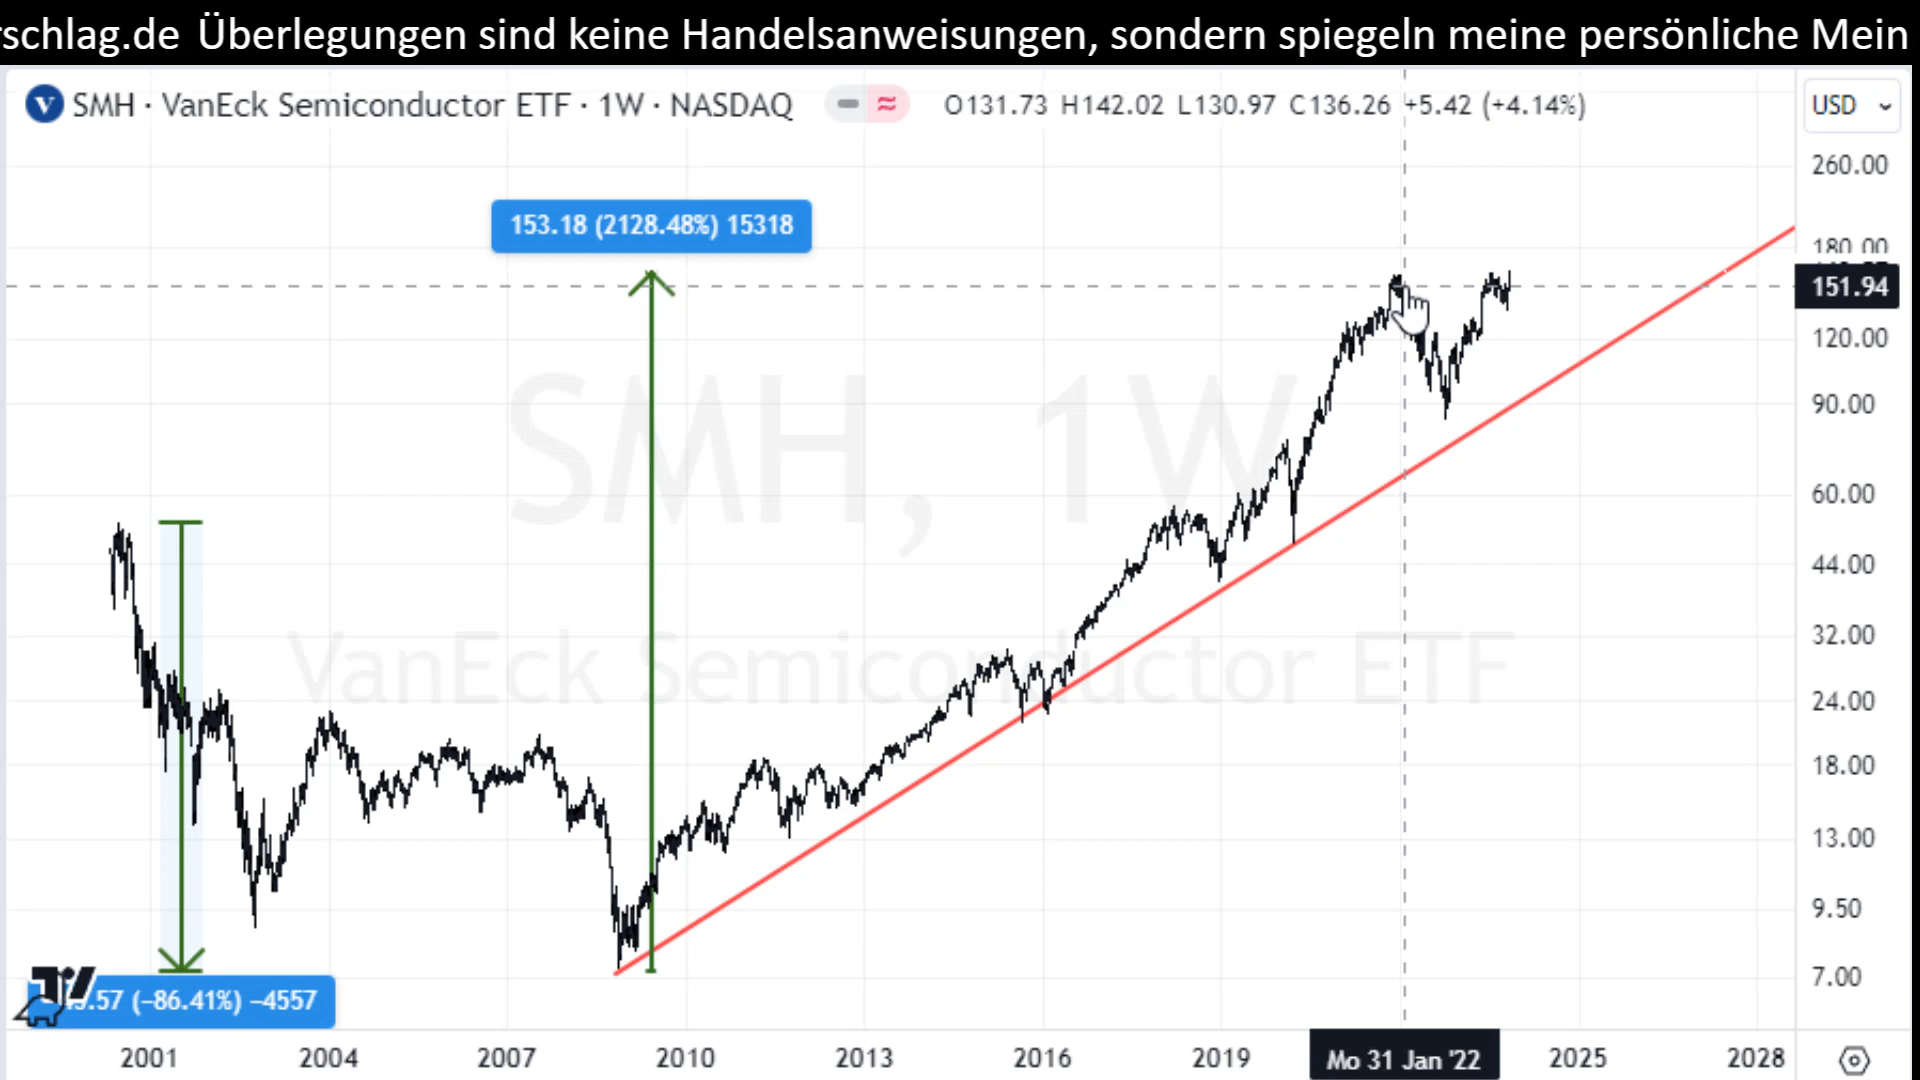 schlag.de Überlegungen sind keine Handelsanweisungen, sondern spiegeln meine persönliche Mein
SMH · VanEck Semiconductor ETF · 1W · NASDAQ
O131.73 H142.02 L130.97 C136.26 +5.42 (+4.14%)
USD
260.00
153.18 (2128.48%) 15318
180.00
151.94
120.00
SMH, 1W
90.00
60.00
44.00
32.00
VanEck Semiconductor ETF
24.00
18.00
13.00
9.50
7.00
.57 (−86.41%) −4557
2001 2004 2007 2010 2013 2016 2019 Mo 31 Jan '22 2025 2028